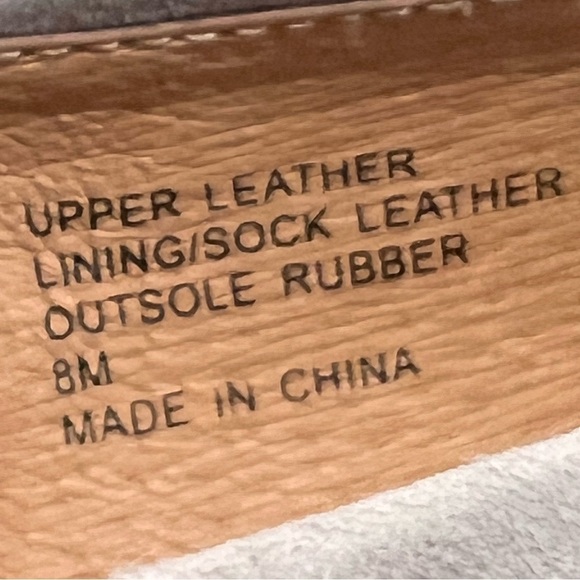 UPPER LEATHER
LINING/SOCK LEATHER
OUTSOLE RUBBER
8M
MADE IN CHINA